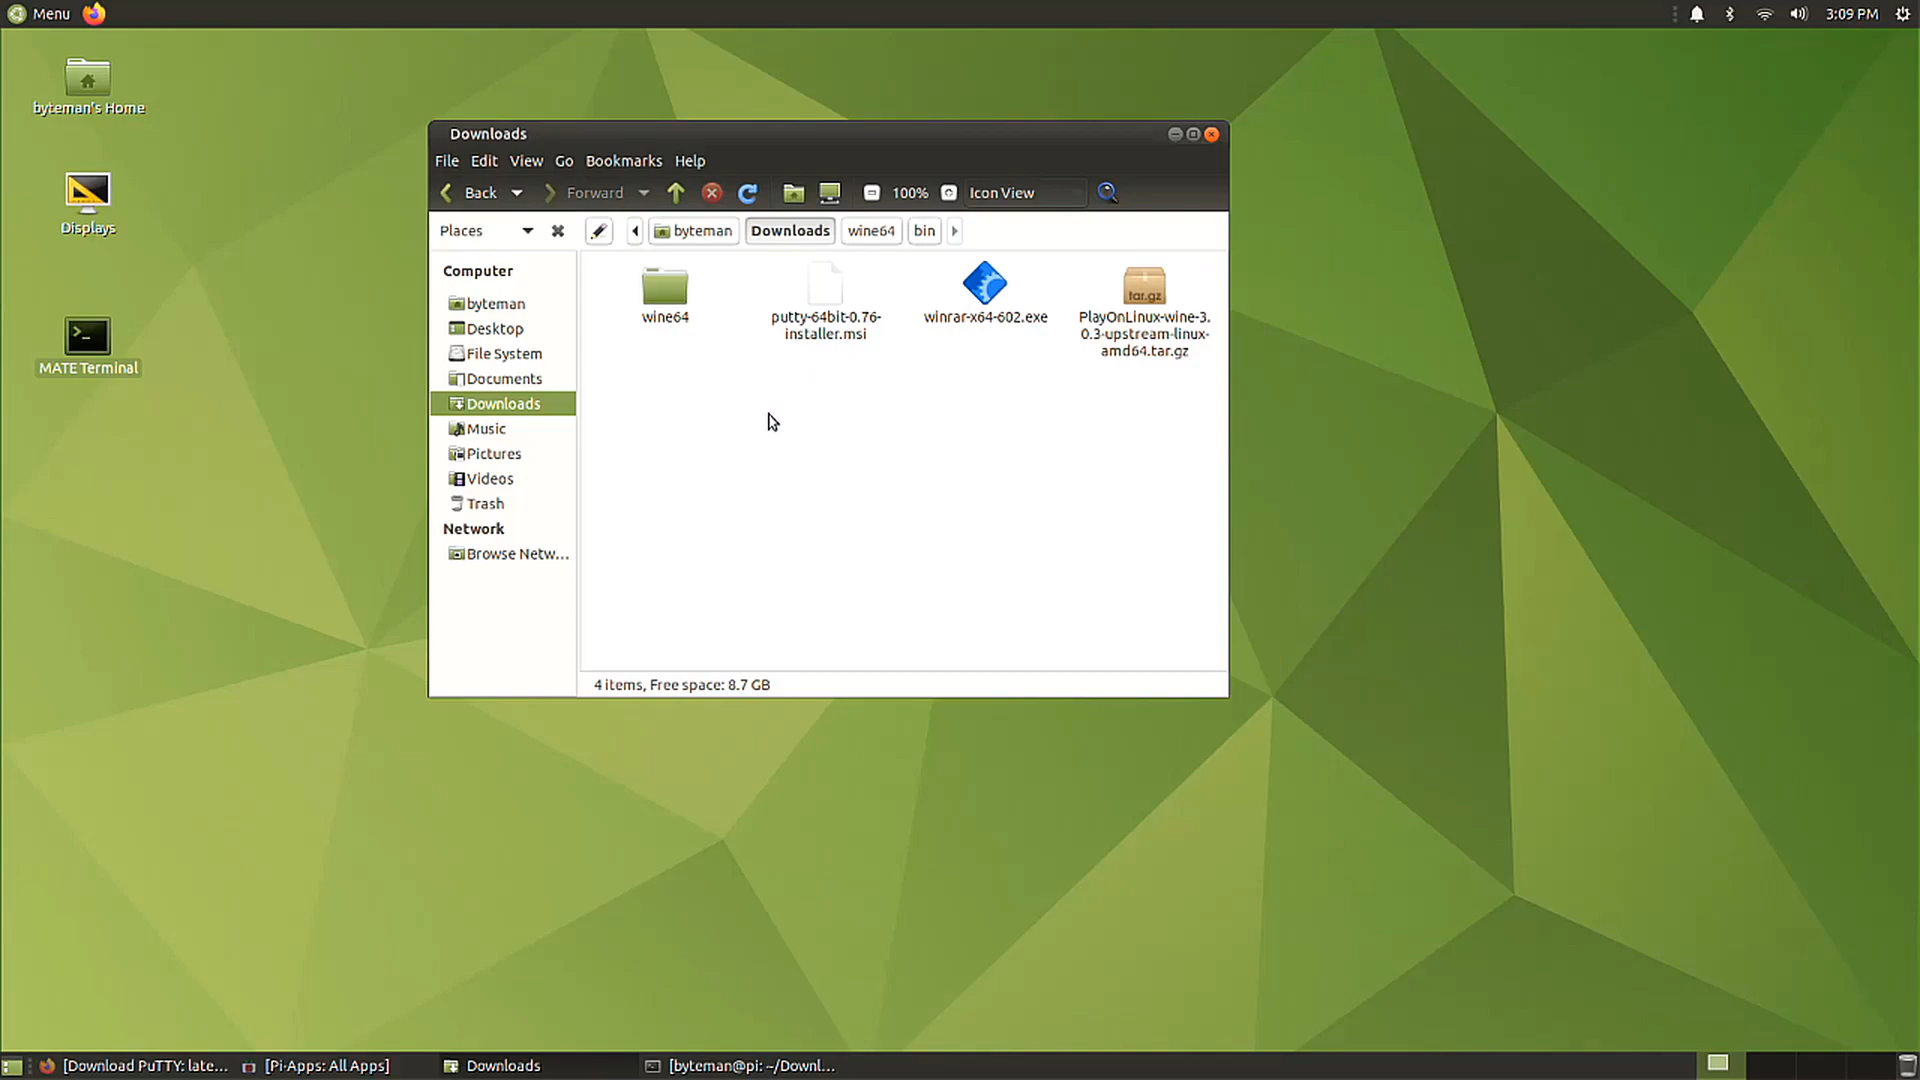 Menu
3:09 PM
byteman's Home
Displays
MATE Terminal
Downloads
File Edit View Go Bookmarks Help
Back Forward 100% Icon View
Places byteman Downloads wine64 bin
Computer
byteman
Desktop
File System
Documents
Downloads
Music
Pictures
Videos
Trash
Network
Browse Netw...
wine64
putty-64bit-0.76-
installer.msi
winrar-x64-602.exe
tar.gz
PlayOnLinux-wine-3.
0.3-upstream-linux-
amd64.tar.gz
4 items, Free space: 8.7 GB
[Download PuTTY: late... [Pi-Apps: All Apps] Downloads [byteman@pi: ~/Downl...